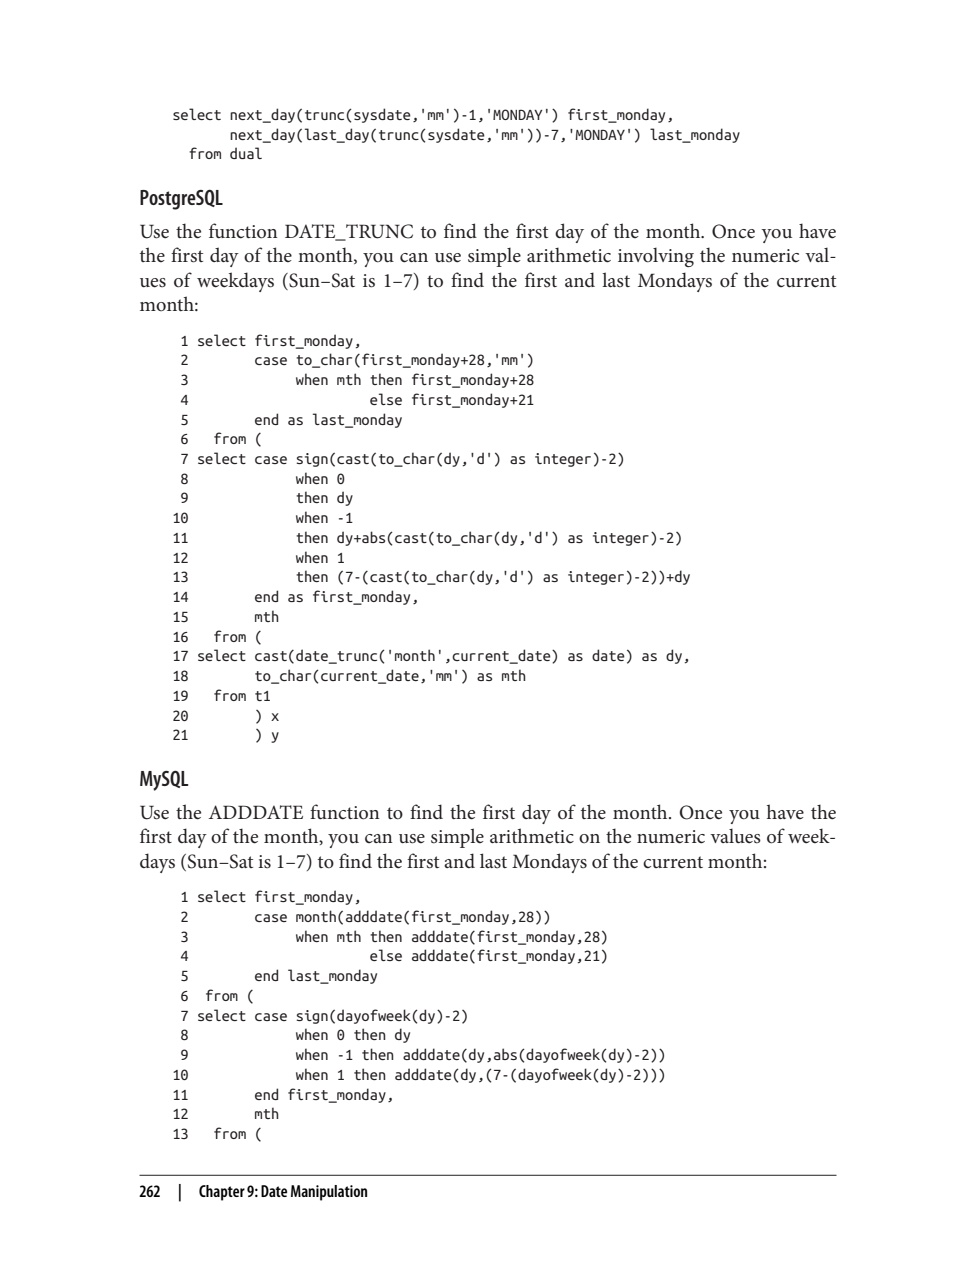 select next_day(trunc(sysdate,'mm')-1,'MONDAY') first_monday,
       next_day(last_day(trunc(sysdate,'mm'))-7,'MONDAY') last_monday
  from dual
PostgreSQL
Use the function DATE_TRUNC to find the first day of the month. Once you have
the first day of the month, you can use simple arithmetic involving the numeric val-
ues of weekdays (Sun–Sat is 1–7) to find the first and last Mondays of the current
month:
 1 select first_monday,
 2        case to_char(first_monday+28,'mm')
 3             when mth then first_monday+28
 4                      else first_monday+21
 5        end as last_monday
 6   from (
 7 select case sign(cast(to_char(dy,'d') as integer)-2)
 8             when 0
 9             then dy
10             when -1
11             then dy+abs(cast(to_char(dy,'d') as integer)-2)
12             when 1
13             then (7-(cast(to_char(dy,'d') as integer)-2))+dy
14        end as first_monday,
15        mth
16   from (
17 select cast(date_trunc('month',current_date) as date) as dy,
18        to_char(current_date,'mm') as mth
19   from t1
20        ) x
21        ) y
MySQL
Use the ADDDATE function to find the first day of the month. Once you have the
first day of the month, you can use simple arithmetic on the numeric values of week-
days (Sun–Sat is 1–7) to find the first and last Mondays of the current month:
 1 select first_monday,
 2        case month(adddate(first_monday,28))
 3             when mth then adddate(first_monday,28)
 4                      else adddate(first_monday,21)
 5        end last_monday
 6  from (
 7 select case sign(dayofweek(dy)-2)
 8             when 0 then dy
 9             when -1 then adddate(dy,abs(dayofweek(dy)-2))
10             when 1 then adddate(dy,(7-(dayofweek(dy)-2)))
11        end first_monday,
12        mth
13   from (
262 | Chapter 9: Date Manipulation